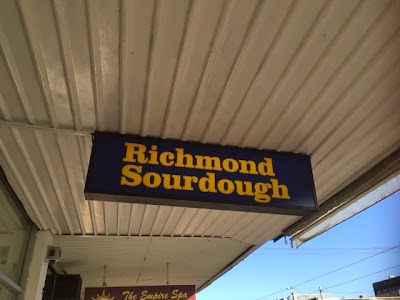 Richmond
Sourdough
The Empire Spa